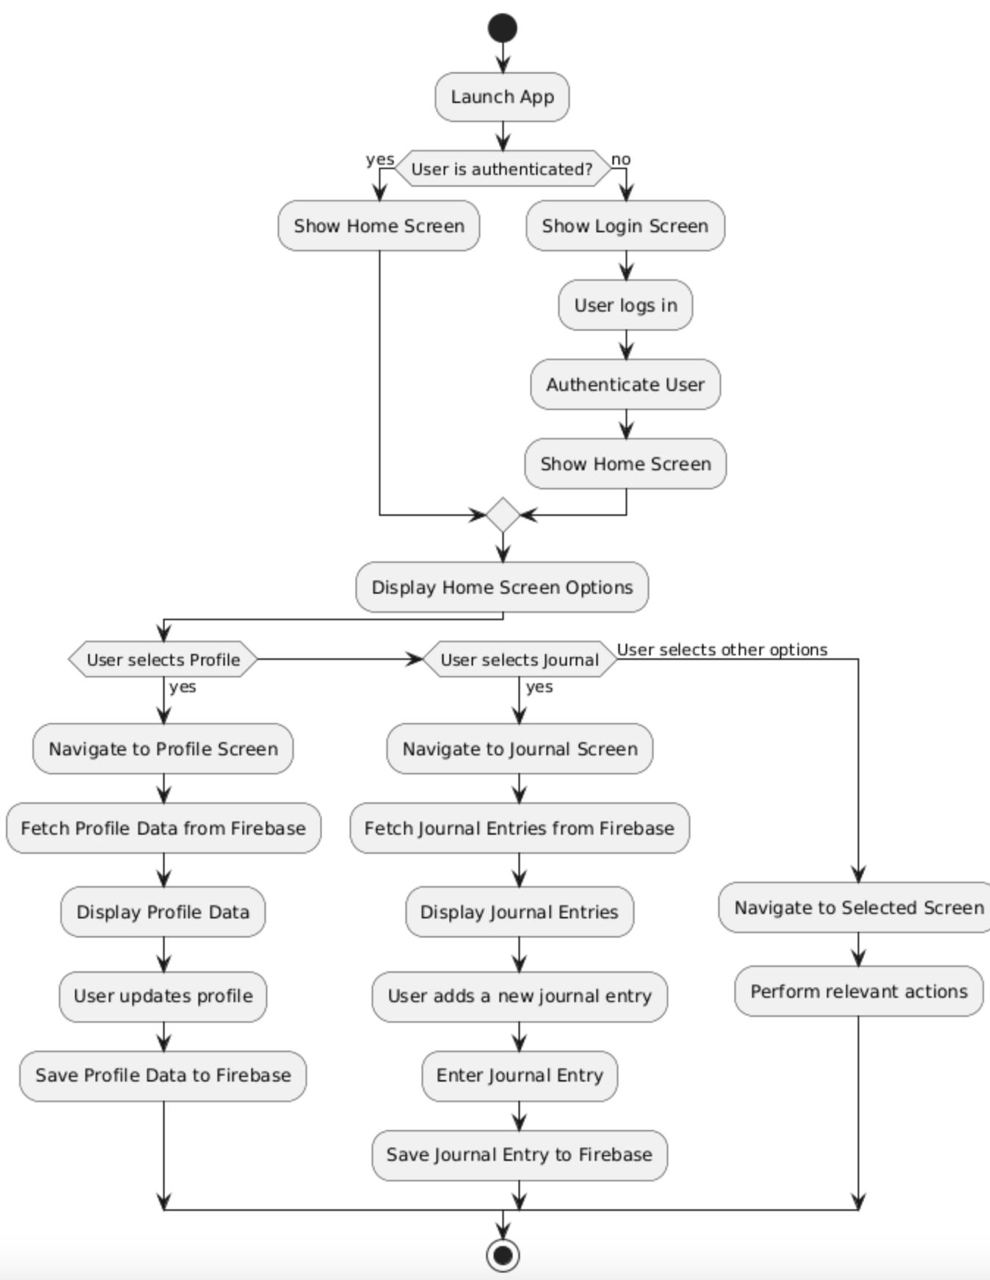 Launch App
yes
User is authenticated?
no
Show Home Screen
Show Login Screen
User logs in
Authenticate User
Show Home Screen
Display Home Screen Options
User selects Profile
User selects Journal
User selects other options
yes
yes
Navigate to Profile Screen
Navigate to Journal Screen
Fetch Profile Data from Firebase
Fetch Journal Entries from Firebase
Display Profile Data
Display Journal Entries
Navigate to Selected Screen
User updates profile
User adds a new journal entry
Perform relevant actions
Save Profile Data to Firebase
Enter Journal Entry
Save Journal Entry to Firebase